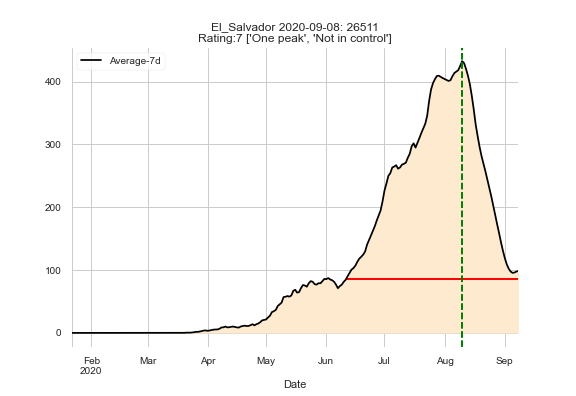 El_Salvador 2020-09-08: 26511
Rating:7 ['One peak', 'Not in control']
Average-7d
400
300
200
100
0
Feb Mar Apr May Jun Jul Aug Sep
2020
Date